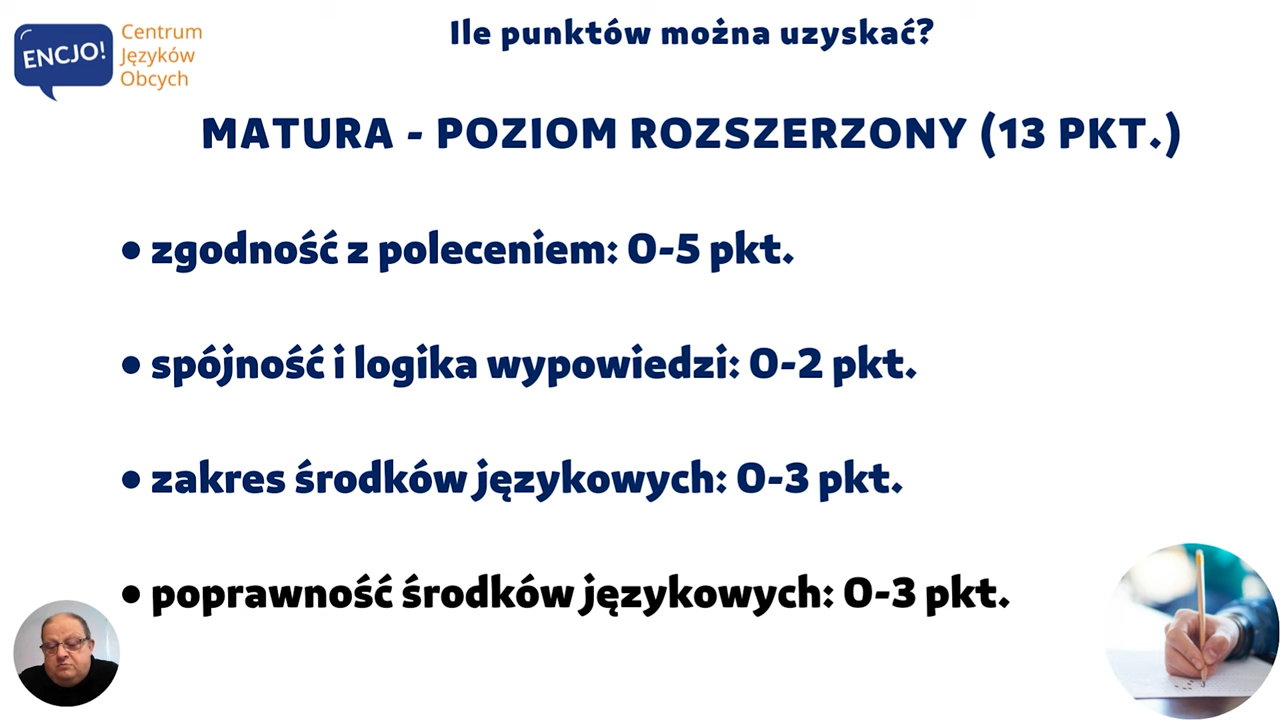 ENCJO!
Centrum
Języków
Obcych
Ile punktów można uzyskać?
MATURA - POZIOM ROZSZERZONY (13 PKT.)
• zgodność z poleceniem: 0-5 pkt.
• spójność i logika wypowiedzi: 0-2 pkt.
• zakres środków językowych: 0-3 pkt.
• poprawność środków językowych: 0-3 pkt.